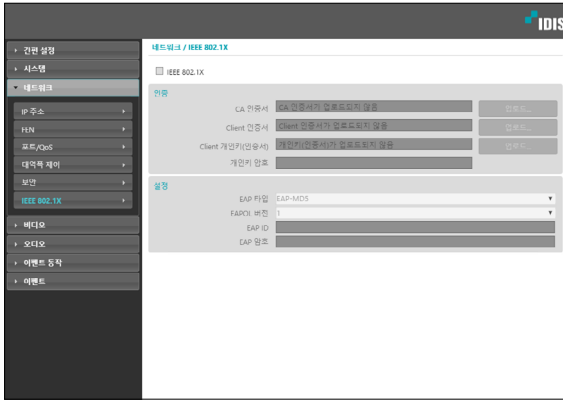 IDIS
간편 설정
시스템
네트워크
IP 주소
FEN
포트/QoS
대역폭 제어
보안
IEEE 802.1X
비디오
오디오
이벤트 동작
이벤트
네트워크 / IEEE 802.1X
IEEE 802.1X
인증
CA 인증서 CA 인증서가 업로드되지 않음 업로드...
Client 인증서 Client 인증서가 업로드되지 않음 업로드...
Client 개인키(인증서) 개인키(인증서)가 업로드되지 않음 업로드...
개인키 암호
설정
EAP 타입 EAP-MD5
EAPOL 버전 1
EAP ID
EAP 암호